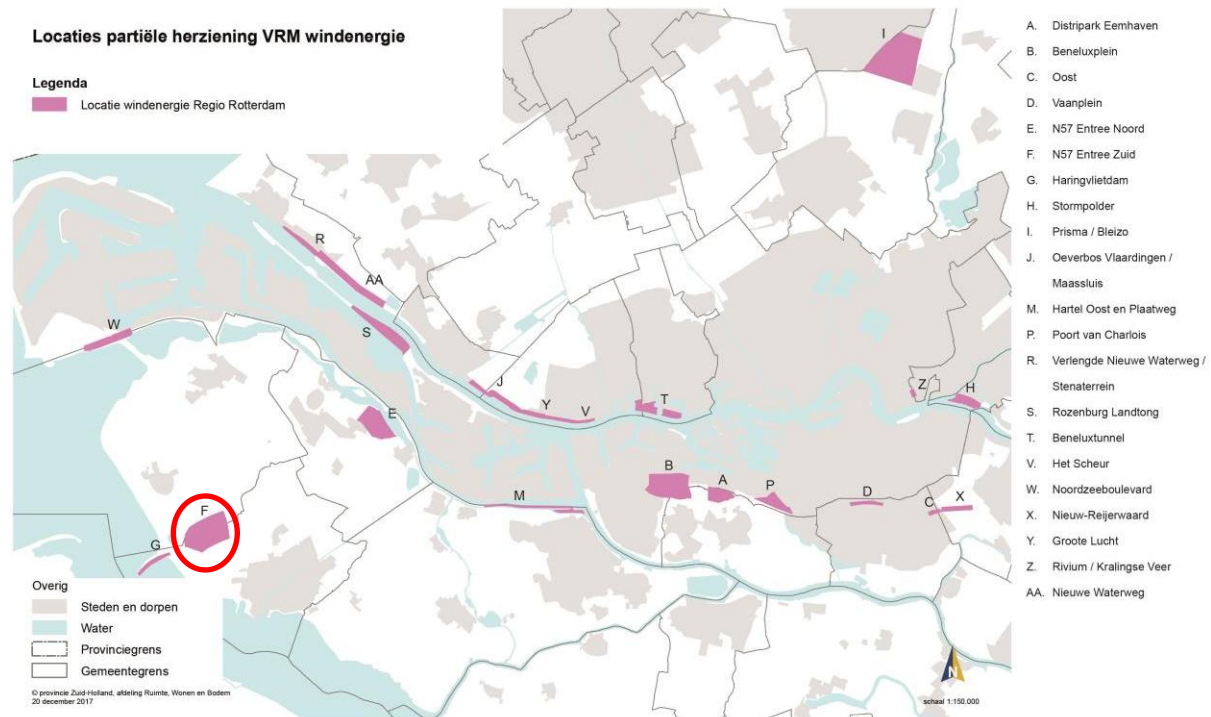 Locaties partiële herziening VRM windenergie
Legenda
Locatie windenergie Regio Rotterdam
I
R
AA
W
S
J
Y
V
T
Z
H
E
B
A
P
D
C
X
M
F
G
Overig
Steden en dorpen
Water
Provinciegrens
Gemeentegrens
© provincie Zuid-Holland, afdeling Ruimte, Wonen en Bodem
20 december 2017
N
schaal 1:150.000
A. Distripark Eemhaven
B. Beneluxplein
C. Oost
D. Vaanplein
E. N57 Entree Noord
F. N57 Entree Zuid
G. Haringvlietdam
H. Stormpolder
I. Prisma / Bleizo
J. Oeverbos Vlaardingen /
Maassluis
M. Hartel Oost en Plaatweg
P. Poort van Charlois
R. Verlengde Nieuwe Waterweg /
Stenaterrein
S. Rozenburg Landtong
T. Beneluxtunnel
V. Het Scheur
W. Noordzeeboulevard
X. Nieuw-Reijerwaard
Y. Groote Lucht
Z. Rivium / Kralingse Veer
AA. Nieuwe Waterweg